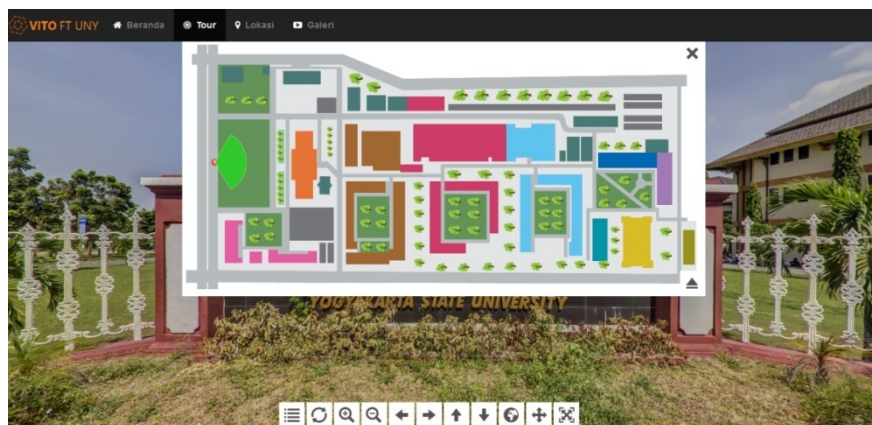 VITO FT UNY Beranda Tour Lokasi Galeri
YOGYAKARTA STATE UNIVERSITY